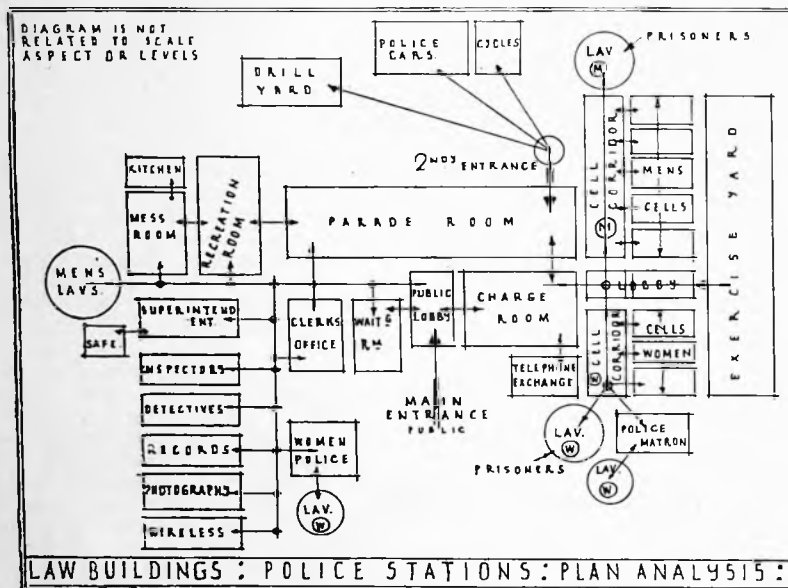 DIAGRAM IS NOT
RELATED TO SCALE
ASPECT OR LEVELS
DRILL
YARD
POLICE
CARS.
CYCLES
LAV
M
PRISONERS
2NDY ENTRANCE
KITCHEN
MESS
ROOM
RECREATION
ROOM
PARADE ROOM
CELL
CORRIDOR
M
MENS
CELLS
EXERCISE YARD
MENS
LAVS.
SUPERINTEND
ENT.
SAFE.
CLERKS
OFFICE
WAITG
RM
PUBLIC
LOBBY
CHARGE
ROOM
LOBBY
W CELL
CORRIDOR
CELLS
WOMEN
INSPECTORS
DETECTIVES
RECORDS
PHOTOGRAPHY
WIRELESS
MAIN
ENTRANCE
PUBLIC
TELEPHONE
EXCHANGE
WOMEN
POLICE
LAV.
W
LAV.
W
PRISONERS
POLICE
MATRON
LAV.
W
LAW BUILDINGS : POLICE STATIONS : PLAN ANALYSIS :